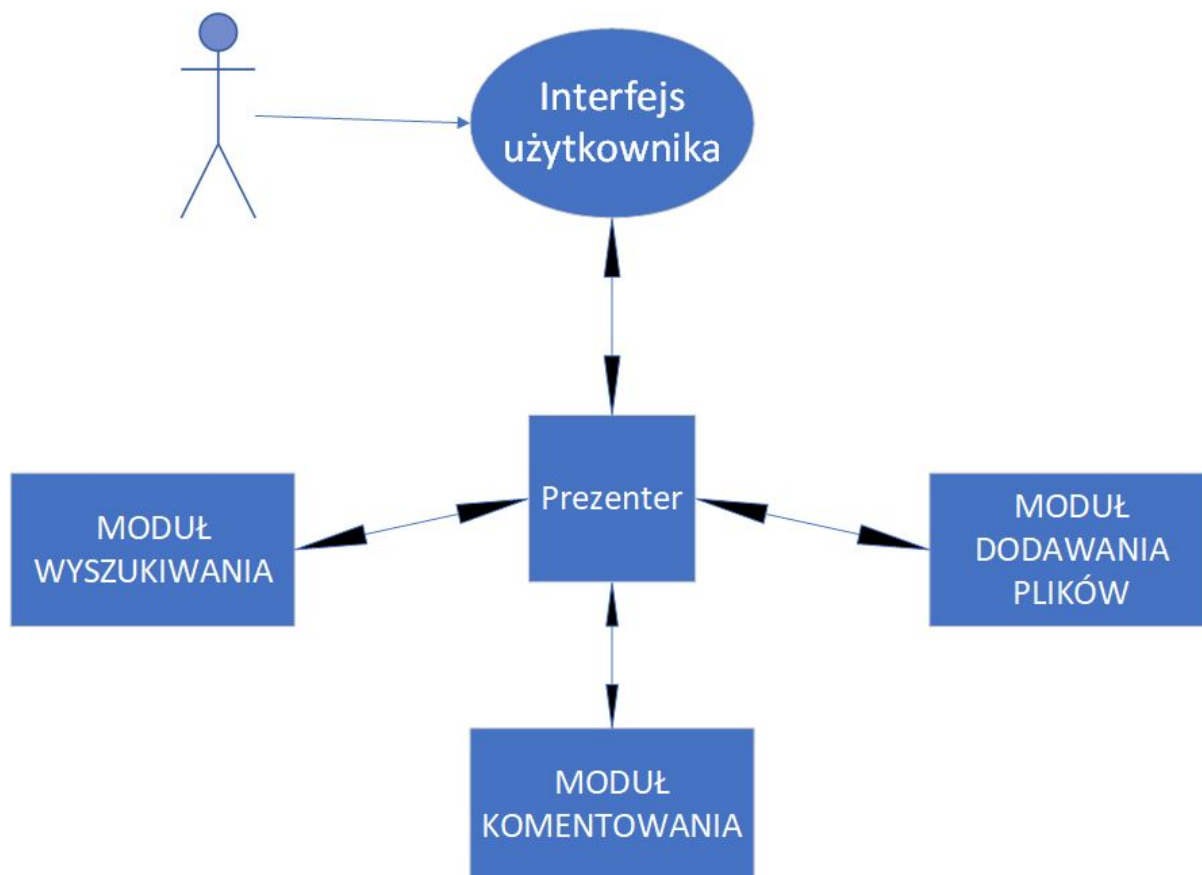 Interfejs
użytkownika
Prezenter
MODUŁ
WYSZUKIWANIA
MODUŁ
DODAWANIA
PLIKÓW
MODUŁ
KOMENTOWANIA